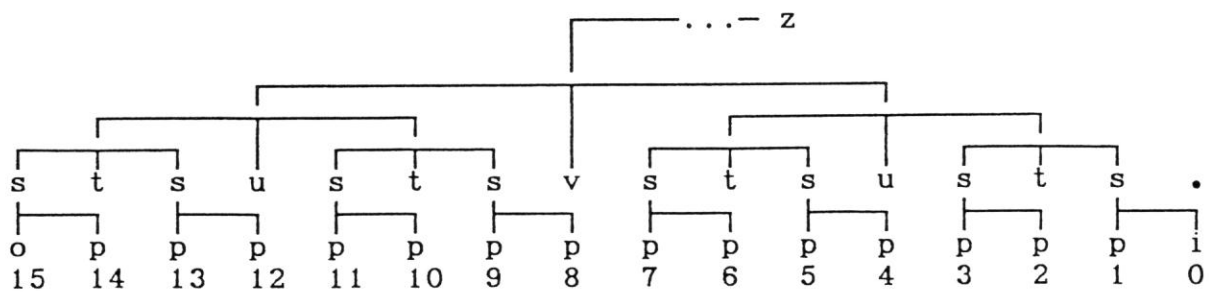 ...– z
s t s u s t s v s t s u s t s .
o p p p p p p p p p p p p p p i
15 14 13 12 11 10 9 8 7 6 5 4 3 2 1 0